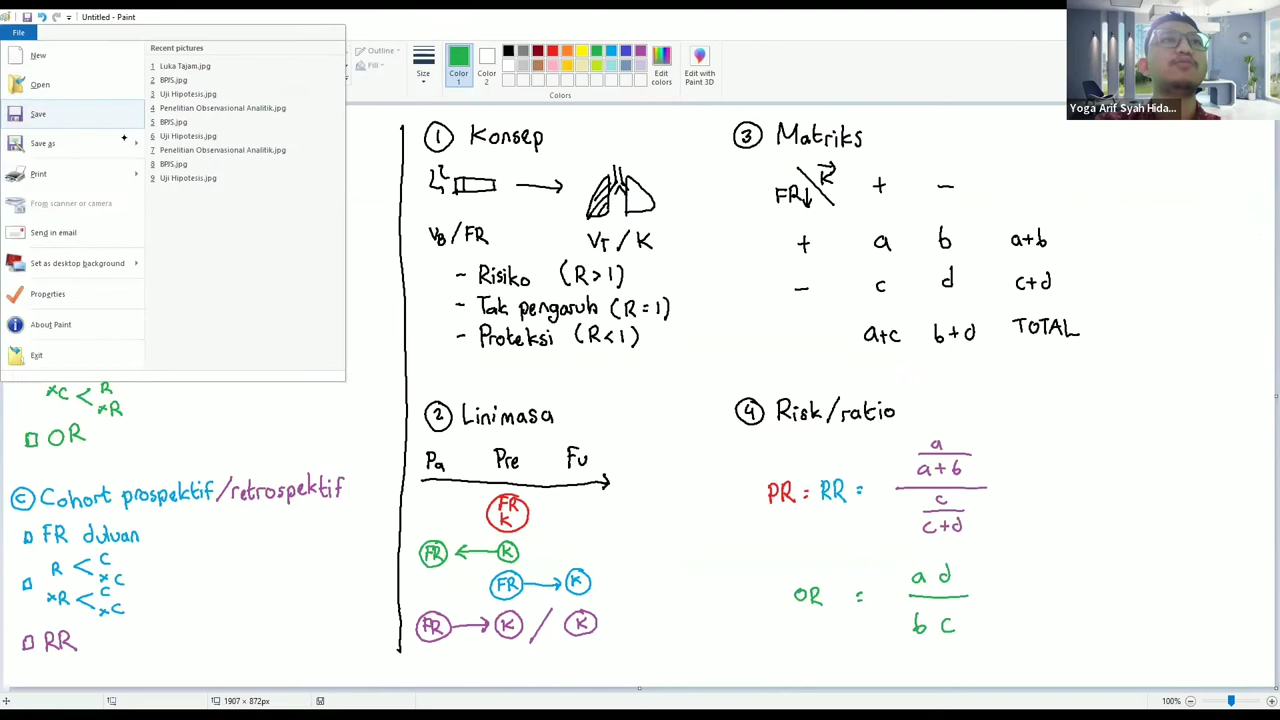 Untitled - Paint
File
New
Open
Save
Save as
Print
From scanner or camera
Send in email
Set as desktop background
Properties
About Paint
Exit
Recent pictures
1 Luka Tajam.jpg
2 BPJS.jpg
3 Uji Hipotesis.jpg
4 Penelitian Observasional Analitik.jpg
5 BPJS.jpg
6 Uji Hipotesis.jpg
7 Penelitian Observasional Analitik.jpg
8 BPJS.jpg
9 Uji Hipotesis.jpg
Outline
Fill
Size
Color 1
Color 2
Edit colors
Edit with Paint 3D
Colors
Yoga Arif Syah Hida...
xC < R
xR
OR
C Cohort prospektif/retrospektif
FR duluan
R < C
xC
xR < C
xC
RR
1 Konsep
VB/FR
VT/K
- Risiko (R>1)
- Tak pengaruh (R=1)
- Proteksi (R<1)
2 Linimasa
Pa Pre Fu
FR
K
FR ← K
FR → K
FR → K / K
3 Matriks
FR↓ K→ + -
+ a b a+b
- c d c+d
a+c b+d TOTAL
4 Risk/ratio
a
a+b
PR = RR =
c
c+d
OR = a d
b c
1907 × 872px
100%